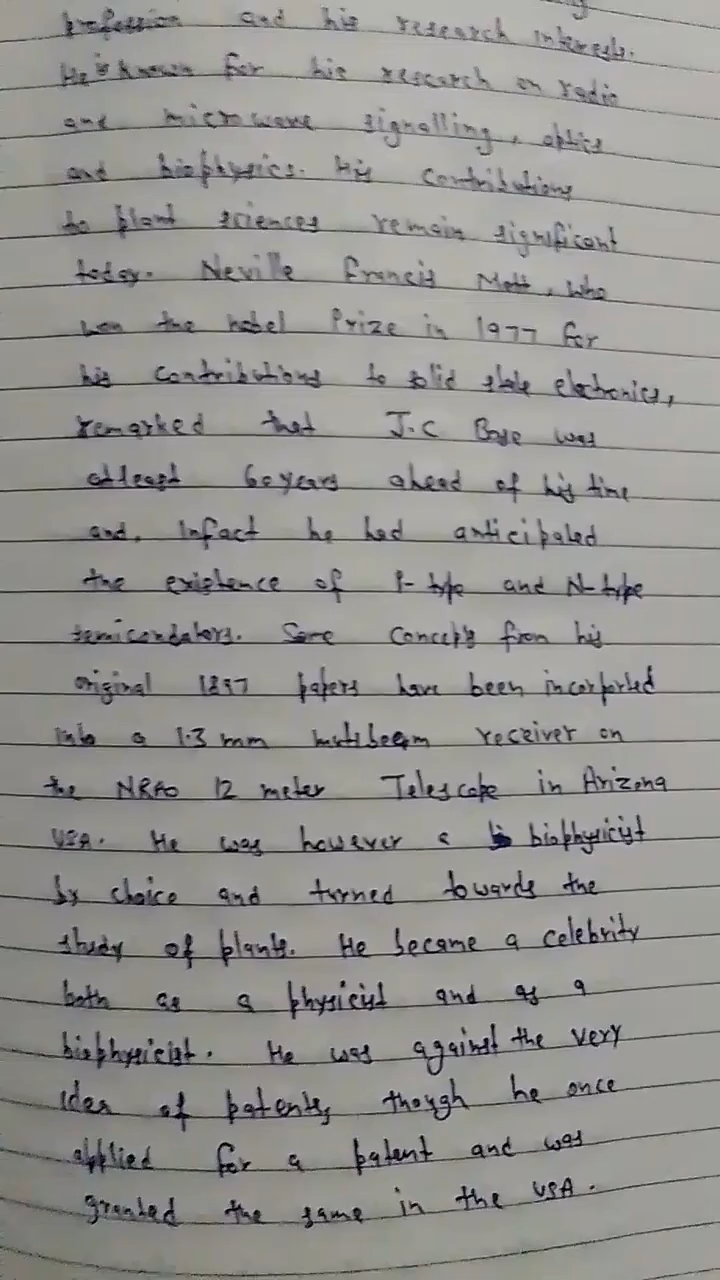 profession and his research interests.
He is known for his research on radio
and microwave signalling, optics
and biophysics. His contributions
to plant sciences remain significant
today. Neville Francis Mott, who
won the nobel Prize in 1977 for
his contributions to solid state electronics,
remarked that J.C Bose was
atleast 60 years ahead of his time
and, Infact he had anticipated
the existence of P-type and N-type
semicondators. Some concepts from his
original 1897 papers have been incorported
into a 1.3 mm multibeam receiver on
the NRAO 12 meter Telescope in Arizona
USA. He was however a biophysicist
by choice and turned towards the
study of plants. He became a celebrity
both as a physicist and as a
biophysicist. He was against the very
Idea of patents, though he once
applied for a patent and was
granted the same in the USA.